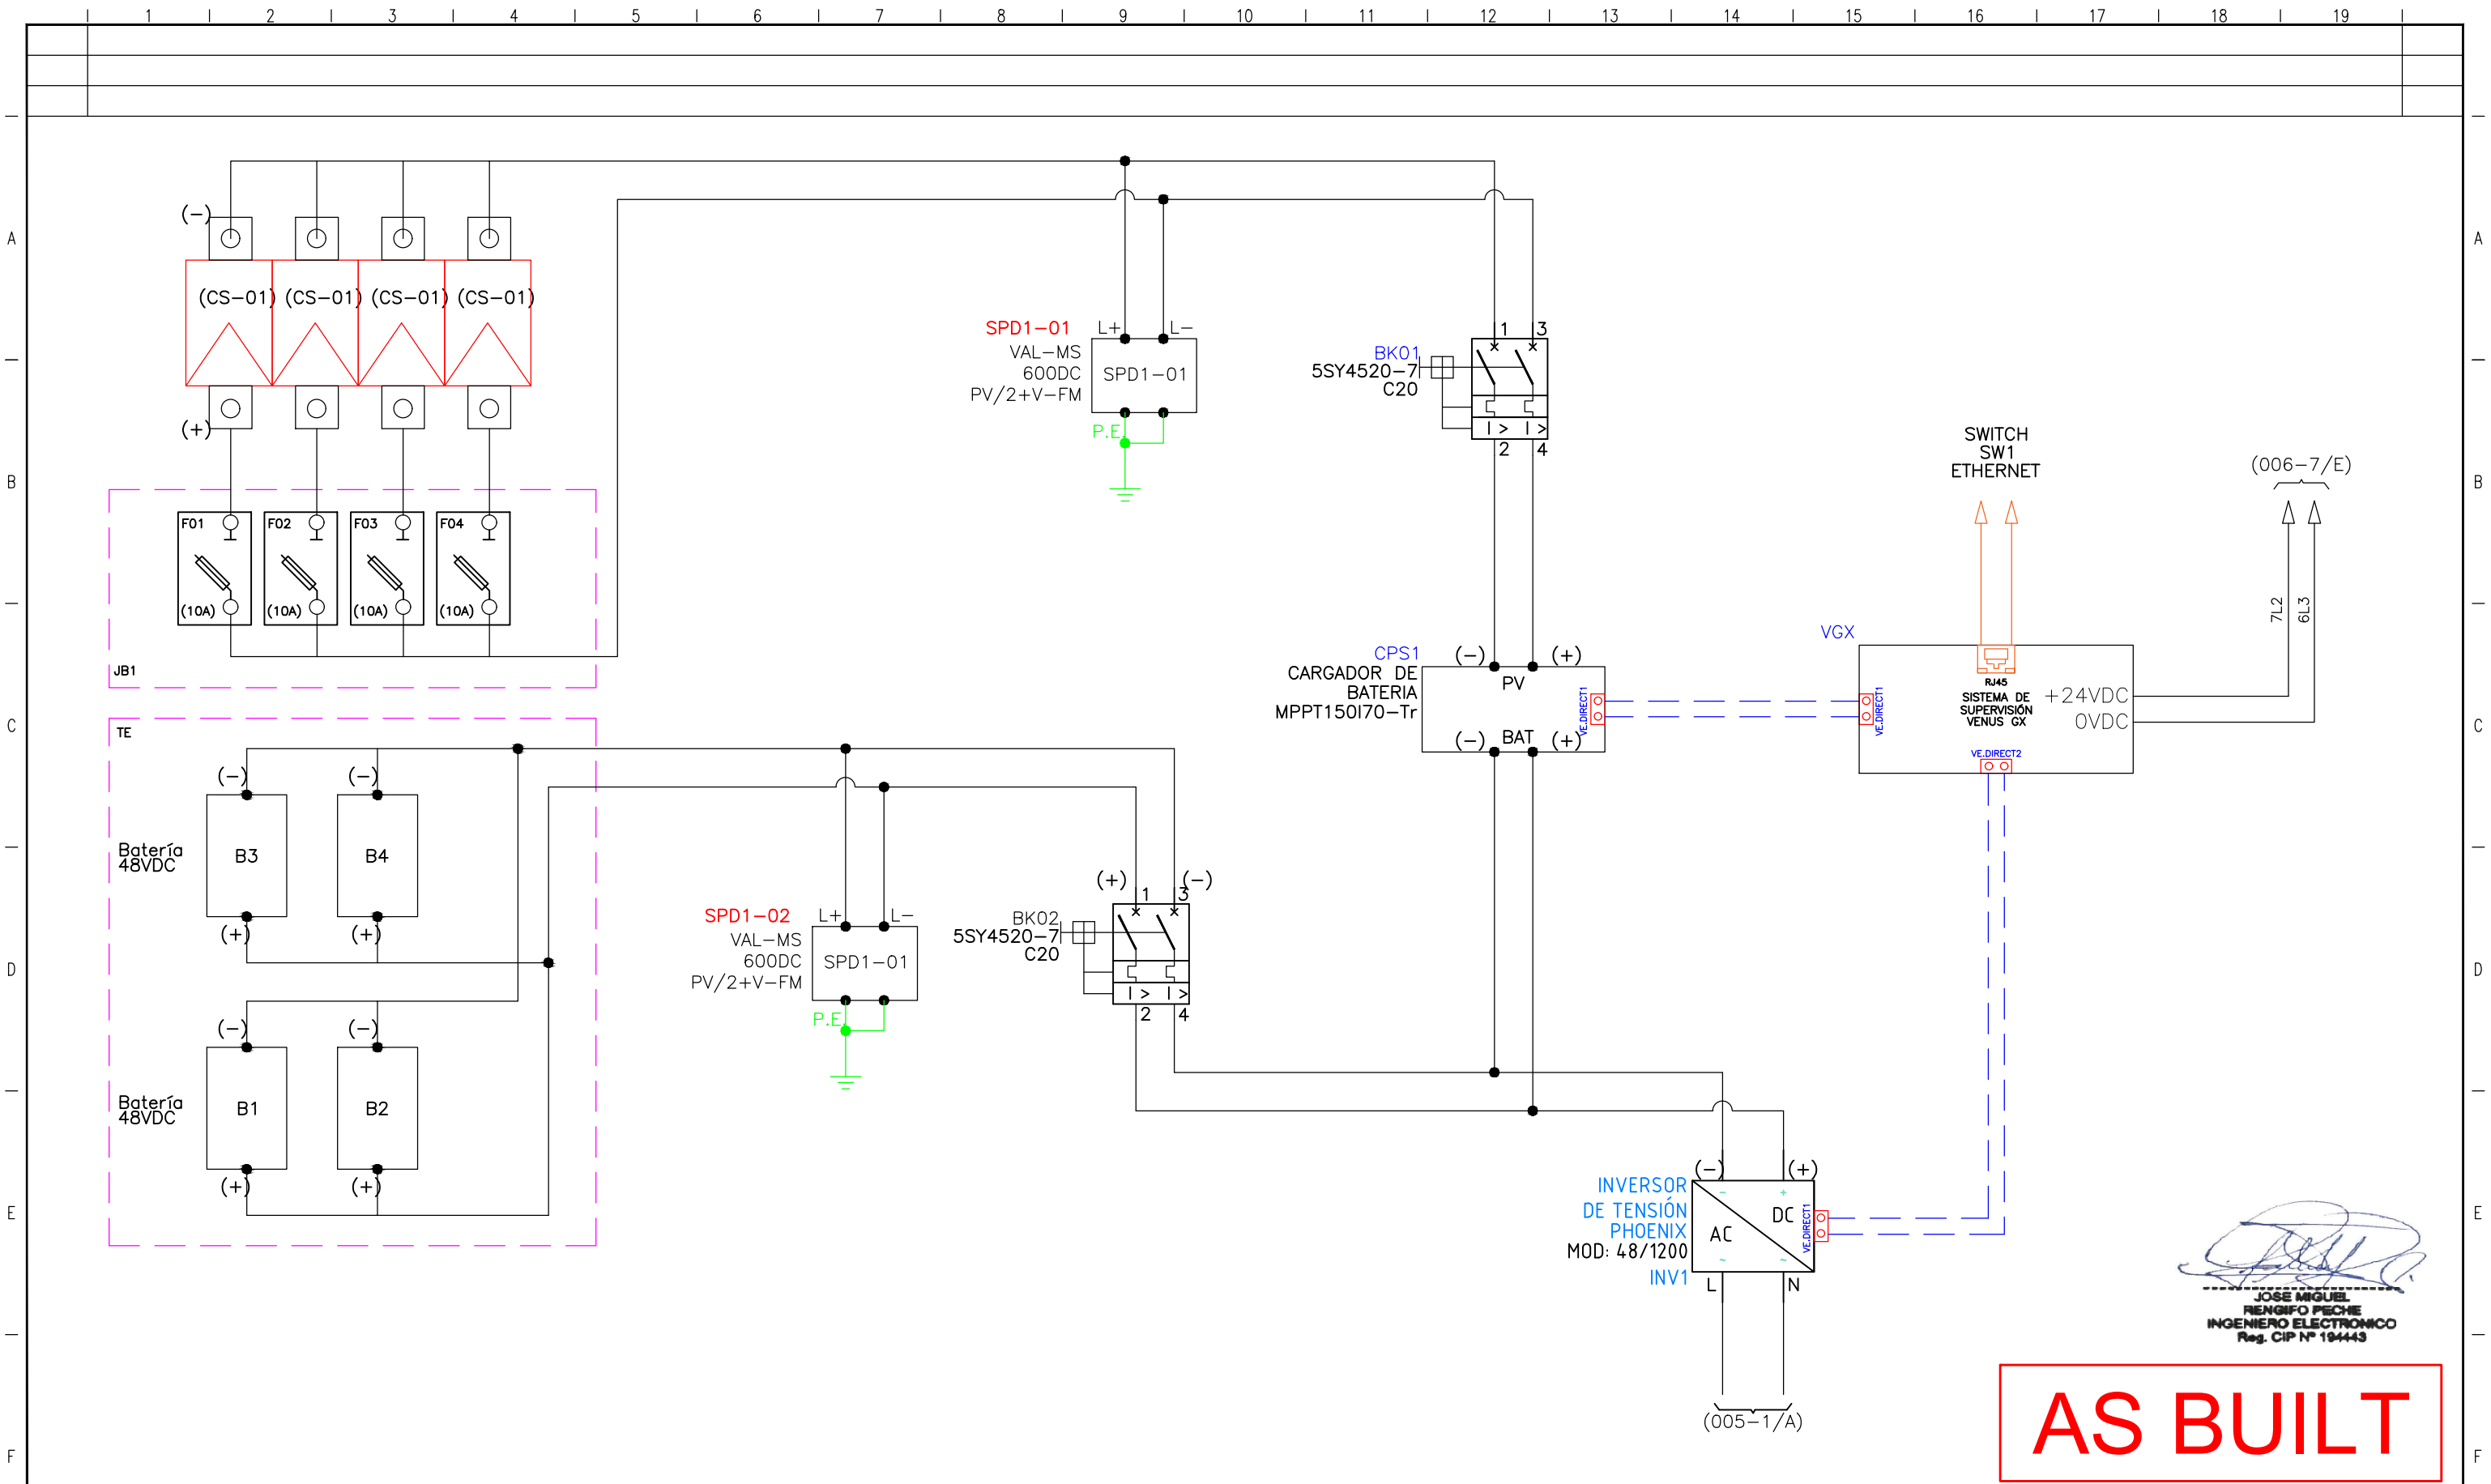 1 2 3 4 5 6 7 8 9 10 11 12 13 14 15 16 17 18 19
A A
B B
C C
D D
E E
F F
(-)
(CS-01) (CS-01) (CS-01) (CS-01)
(+)
F01 F02 F03 F04
(10A) (10A) (10A) (10A)
JB1
SPD1-01
VAL-MS
600DC
PV/2+V-FM
L+ L-
SPD1-01
P.E.
BK01
5SY4520-7
C20
1 3
I > I >
2 4
SWITCH
SW1
ETHERNET
(006-7/E)
7L2
6L3
CPS1
CARGADOR DE
BATERIA
MPPT150I70-Tr
(-) (+)
PV
VE.DIRECT1
(-) BAT (+)
VGX
VE.DIRECT1
RJ45
SISTEMA DE
SUPERVISIÓN
VENUS GX
+24VDC
0VDC
VE.DIRECT2
TE
(-) (-)
Batería
48VDC
B3 B4
(+) (+)
(-) (-)
Batería
48VDC
B1 B2
(+) (+)
SPD1-02
VAL-MS
600DC
PV/2+V-FM
L+ L-
SPD1-01
P.E.
BK02
5SY4520-7
C20
(+) 1 3 (-)
I > I >
2 4
INVERSOR
DE TENSIÓN
PHOENIX
MOD: 48/1200
INV1
(-) (+)
- +
DC
AC
~ ~
VE.DIRECT1
L N
(005-1/A)
JOSE MIGUEL
RENGIFO PECHE
INGENIERO ELECTRONICO
Reg. CIP Nº 194443
AS BUILT